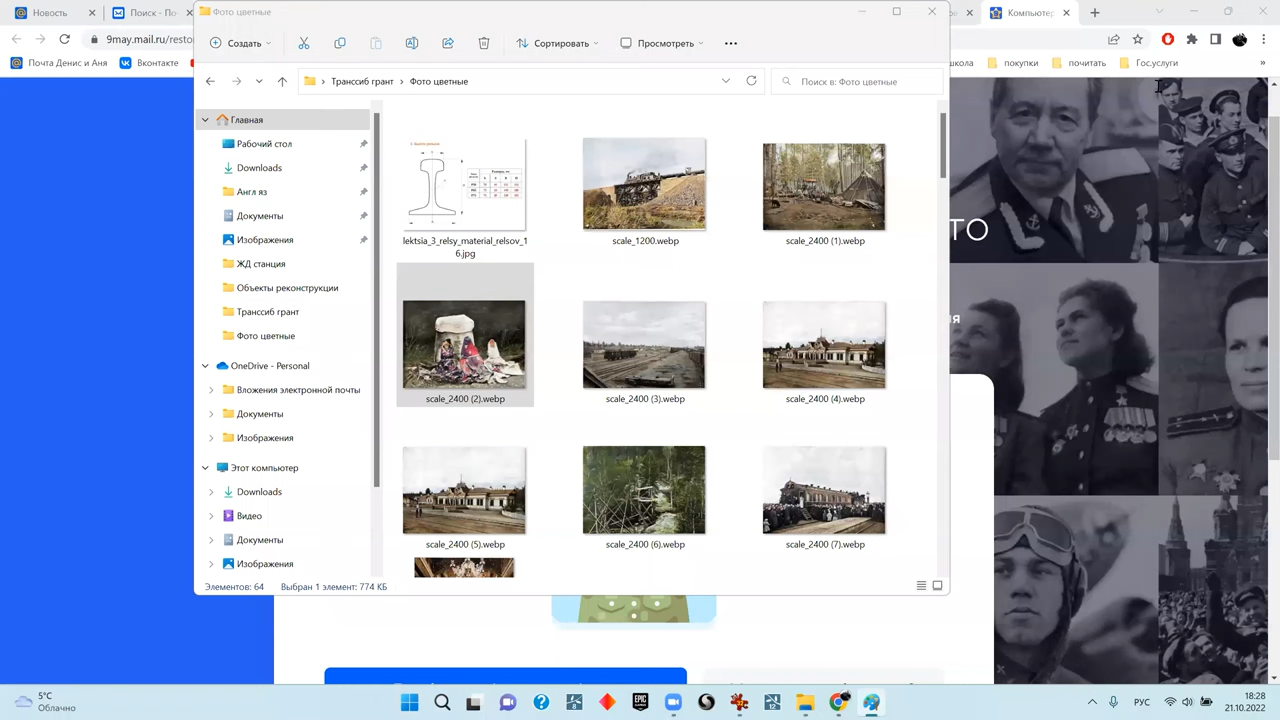 Новость
Поиск - По
Фото цветные
Компьютер
9may.mail.ru/resto
Создать
Сортировать
Просмотреть
Почта Денис и Аня
Вконтакте
школа
покупки
почитать
Гос.услуги
Транссиб грант
Фото цветные
Поиск в: Фото цветные
Главная
Рабочий стол
Downloads
Англ яз
Документы
Изображения
ЖД станция
Объекты реконструкции
Транссиб грант
Фото цветные
OneDrive - Personal
Вложения электронной почты
Документы
Изображения
Этот компьютер
Downloads
Видео
Документы
Изображения
lektsia_3_relsy_material_relsov_1
6.jpg
scale_1200.webp
scale_2400 (1).webp
scale_2400 (2).webp
scale_2400 (3).webp
scale_2400 (4).webp
scale_2400 (5).webp
scale_2400 (6).webp
scale_2400 (7).webp
Элементов: 64
Выбран 1 элемент: 774 КБ
ТО
ия
5°C
Облачно
EPIC
РУС
18:28
21.10.2022